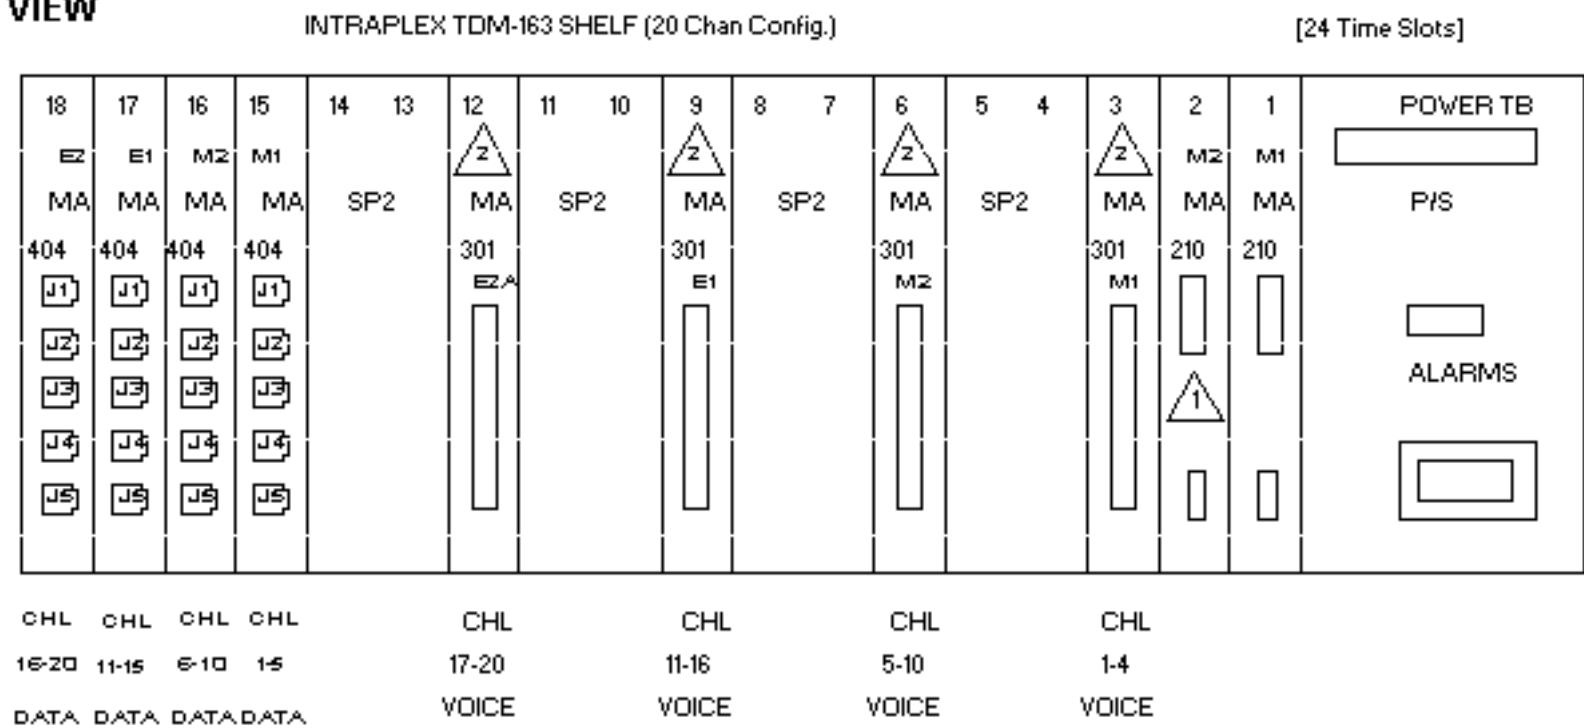 VIEW
INTRAPLEX TDM-163 SHELF (20 Chan Config.) [24 Time Slots]
18 17 16 15 14 13 12 11 10 9 8 7 6 5 4 3 2 1 POWER TB
2 2 2 2
E2 E1 M2 M1 M2 M1
MA MA MA MA SP2 MA SP2 MA SP2 MA SP2 MA MA MA P/S
404 404 404 404 301 301 301 301 210 210
E2A E1 M2 M1
J1 J1 J1 J1
J2 J2 J2 J2
J3 J3 J3 J3 ALARMS
1
J4 J4 J4 J4
J5 J5 J5 J5
CHL CHL CHL CHL CHL CHL CHL CHL
16-20 11-15 6-10 1-5 17-20 11-16 5-10 1-4
DATA DATA DATA DATA VOICE VOICE VOICE VOICE